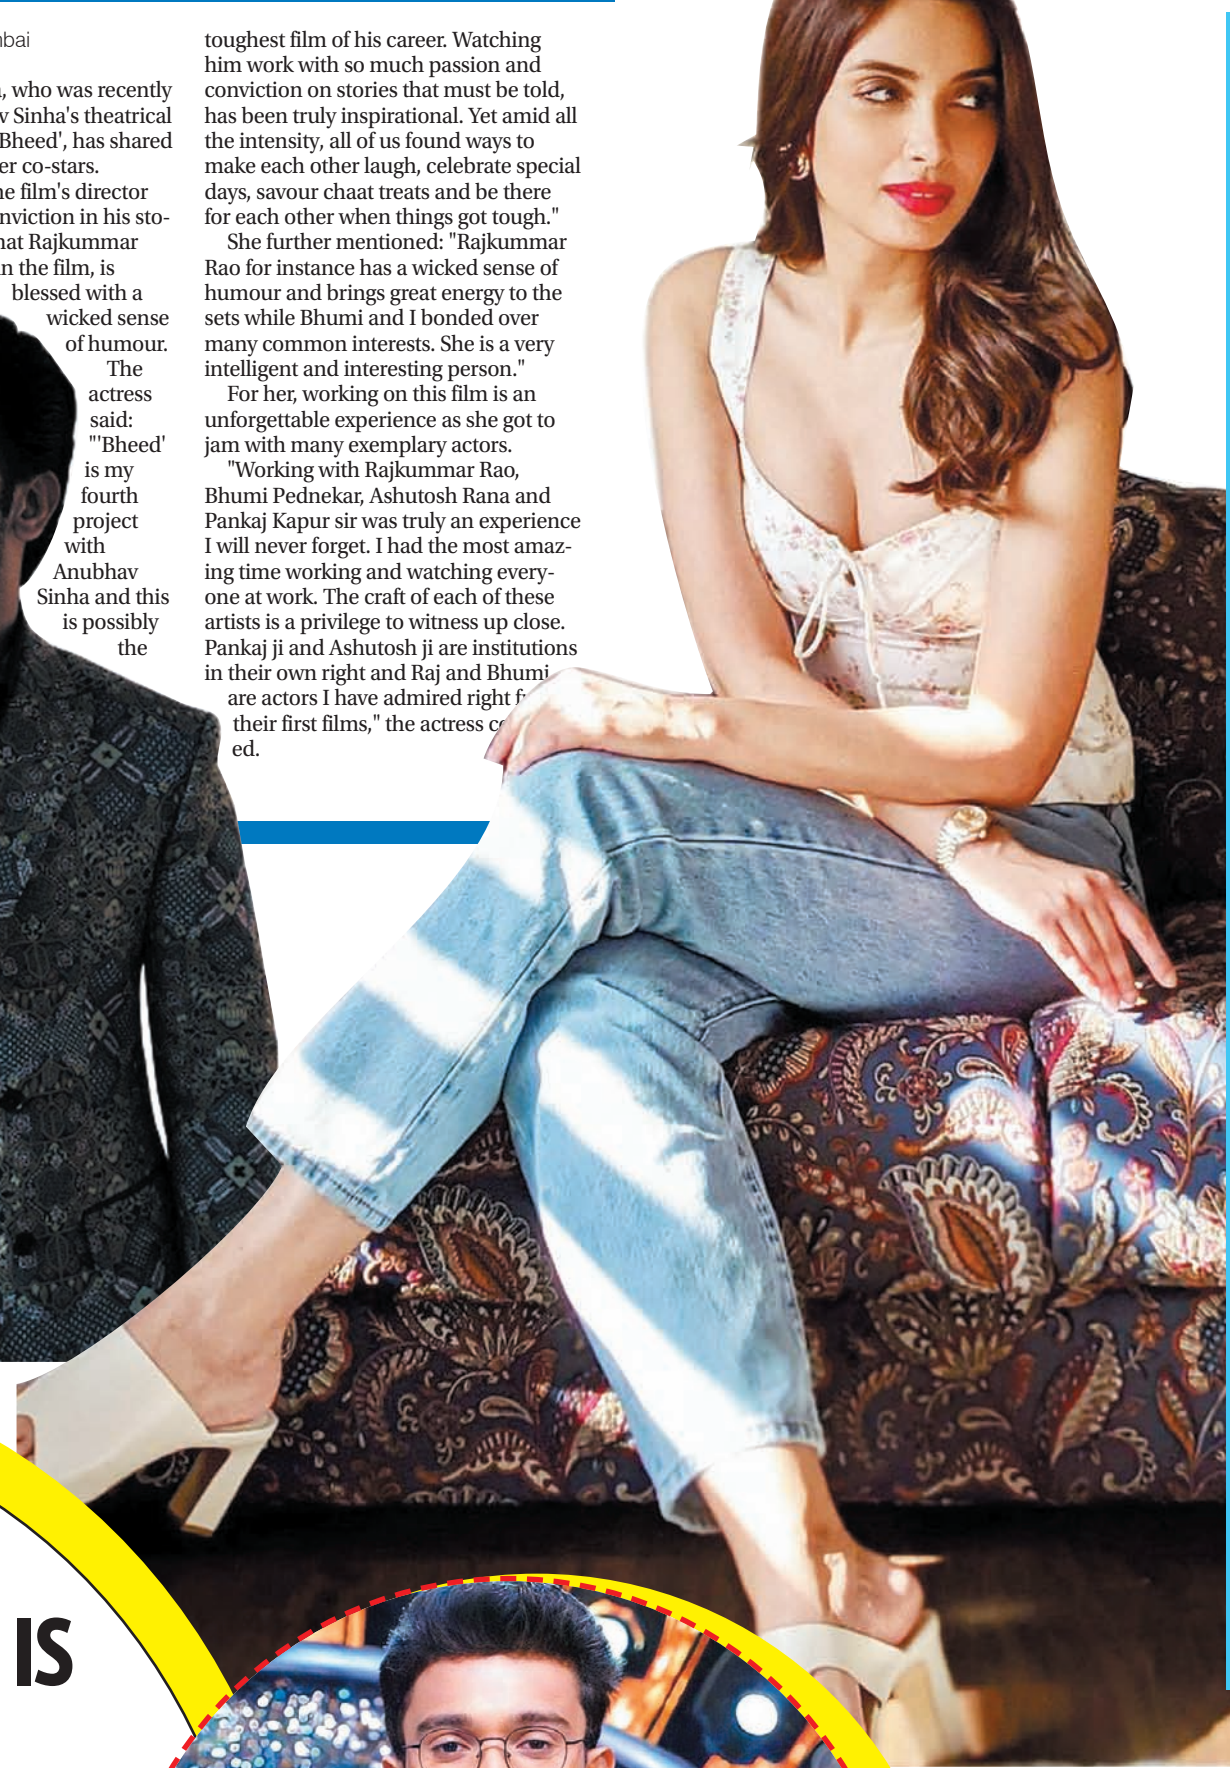 bai
, who was recently
v Sinha's theatrical
Bheed', has shared
er co-stars.
e film's director
nviction in his sto-
hat Rajkummar
n the film, is
blessed with a
wicked sense
of humour.
The
actress
said:
"'Bheed'
is my
fourth
project
with
Anubhav
Sinha and this
is possibly
the
toughest film of his career. Watching
him work with so much passion and
conviction on stories that must be told,
has been truly inspirational. Yet amid all
the intensity, all of us found ways to
make each other laugh, celebrate special
days, savour chaat treats and be there
for each other when things got tough."
She further mentioned: "Rajkummar
Rao for instance has a wicked sense of
humour and brings great energy to the
sets while Bhumi and I bonded over
many common interests. She is a very
intelligent and interesting person."
For her, working on this film is an
unforgettable experience as she got to
jam with many exemplary actors.
"Working with Rajkummar Rao,
Bhumi Pednekar, Ashutosh Rana and
Pankaj Kapur sir was truly an experience
I will never forget. I had the most amaz-
ing time working and watching every-
one at work. The craft of each of these
artists is a privilege to witness up close.
Pankaj ji and Ashutosh ji are institutions
in their own right and Raj and Bhumi
are actors I have admired right f
their first films," the actress c
ed.
IS